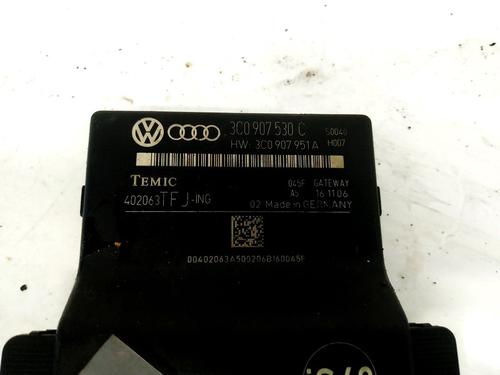 3C0 907 530 C S0040
HW: 3C0 907 951 A H007
TEMIC 045F GATEWAY
402063TFJ-ING A5 16 11 06
02 Made in GERMANY
00402063A500206B160045F